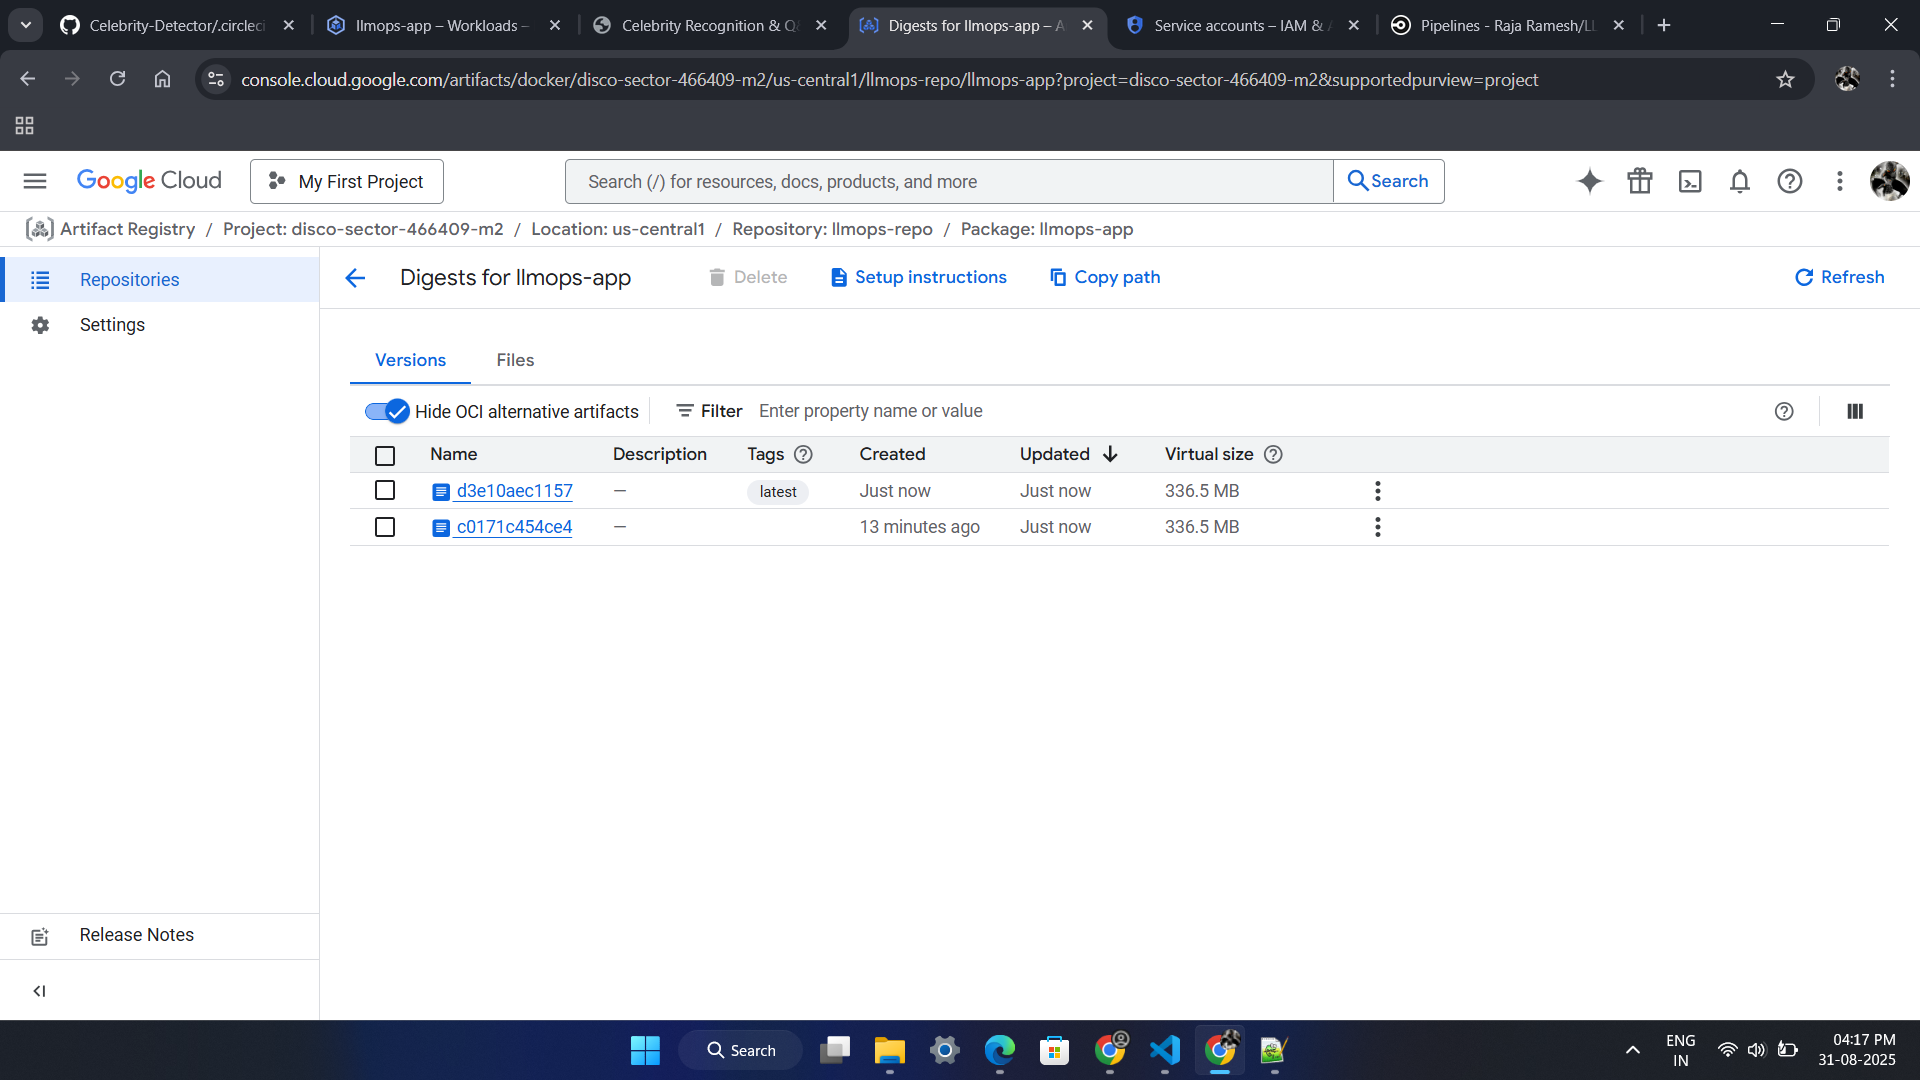 Celebrity-Detector/.circleci
llmops-app – Workloads –
Celebrity Recognition & Q&
Digests for llmops-app – A
Service accounts – IAM & A
Pipelines - Raja Ramesh/LL
console.cloud.google.com/artifacts/docker/disco-sector-466409-m2/us-central1/llmops-repo/llmops-app?project=disco-sector-466409-m2&supportedpurview=project
Google Cloud
My First Project
Search (/) for resources, docs, products, and more
Search
Artifact Registry / Project: disco-sector-466409-m2 / Location: us-central1 / Repository: llmops-repo / Package: llmops-app
Repositories
Settings
Release Notes
Digests for llmops-app
Delete
Setup instructions
Copy path
Refresh
Versions
Files
Hide OCI alternative artifacts
Filter
Enter property name or value
Name Description Tags Created Updated Virtual size
d3e10aec1157 — latest Just now Just now 336.5 MB
c0171c454ce4 — 13 minutes ago Just now 336.5 MB
Search
ENG
IN
04:17 PM
31-08-2025